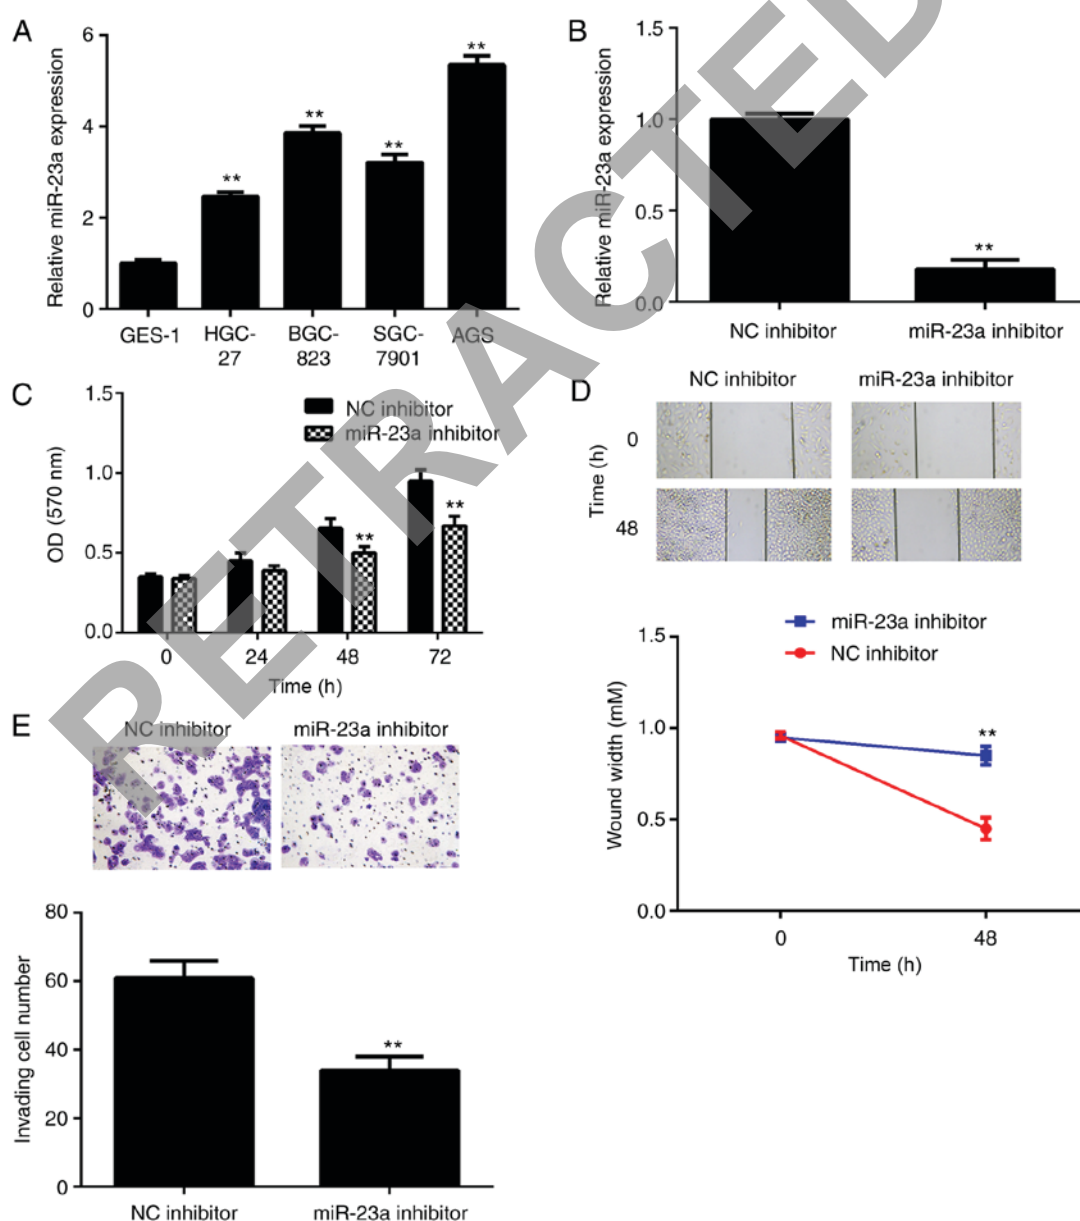 A
Relative miR-23a expression
6
4
2
0
**
**
**
**
GES-1
HGC-
27
BGC-
823
SGC-
7901
AGS
B
Relative miR-23a expression
1.5
1.0
0.5
0.0
**
NC inhibitor
miR-23a inhibitor
C
OD (570 nm)
1.5
1.0
0.5
0.0
NC inhibitor
miR-23a inhibitor
**
**
0
24
48
72
Time (h)
D
NC inhibitor
miR-23a inhibitor
Time (h)
0
48
miR-23a inhibitor
NC inhibitor
Wound width (mM)
1.5
1.0
0.5
0.0
**
0
48
Time (h)
E
NC inhibitor
miR-23a inhibitor
Invading cell number
80
60
40
20
0
**
NC inhibitor
miR-23a inhibitor
RETRACTED